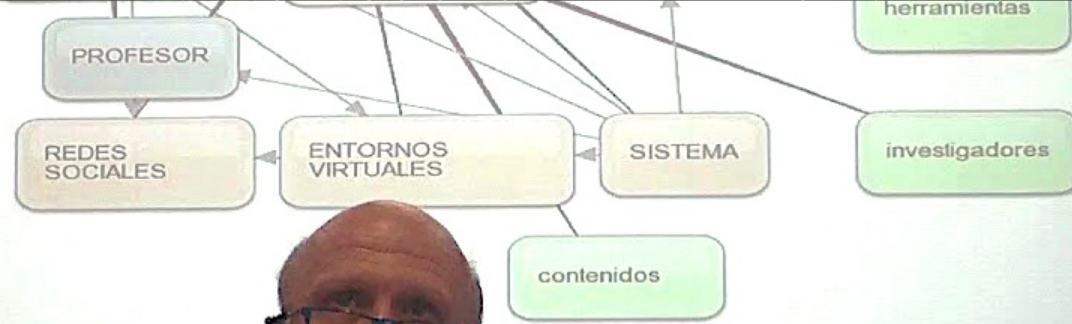 herramientas
PROFESOR
REDES
SOCIALES
ENTORNOS
VIRTUALES
SISTEMA
investigadores
contenidos